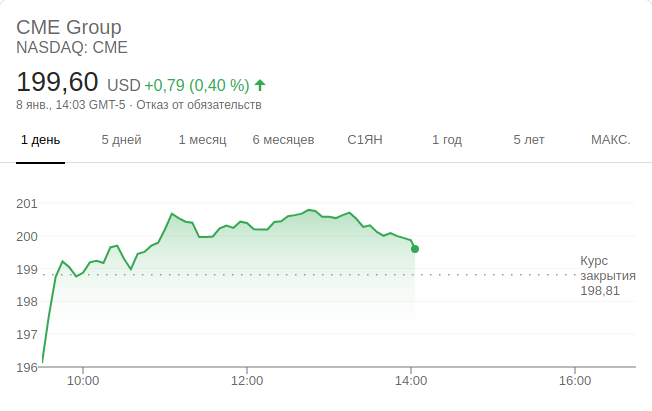 CME Group
NASDAQ: CME
199,60 USD +0,79 (0,40 %)
8 янв., 14:03 GMT-5 · Отказ от обязательств
1 день 5 дней 1 месяц 6 месяцев С1ЯН 1 год 5 лет МАКС.
201
200
199
198
197
196
Курс
закрытия
198,81
10:00 12:00 14:00 16:00